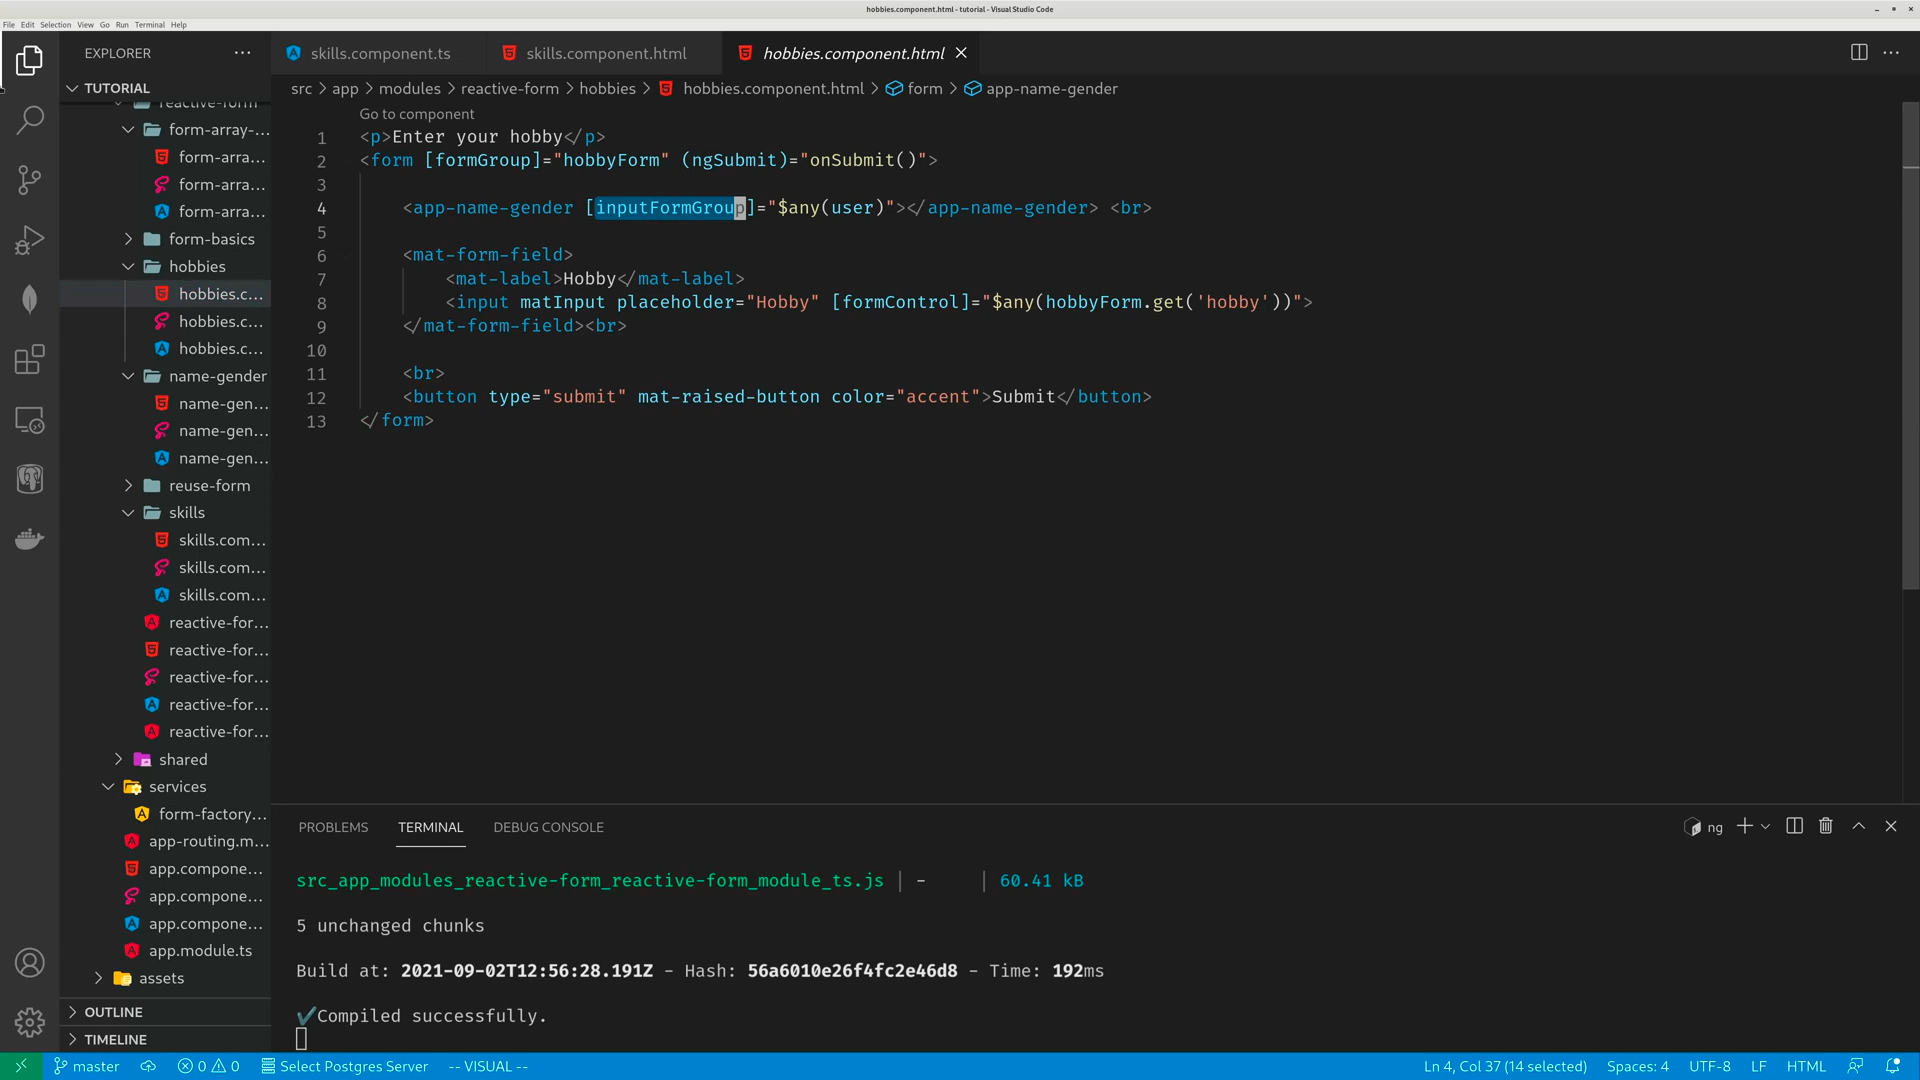 hobbies.component.html - tutorial - Visual Studio Code
File Edit Selection View Go Run Terminal Help
EXPLORER
skills.component.ts
skills.component.html
hobbies.component.html
TUTORIAL
src > app > modules > reactive-form > hobbies > hobbies.component.html > form > app-name-gender
reactive-form
form-array-...
form-arra...
form-arra...
form-arra...
form-basics
hobbies
hobbies.c...
hobbies.c...
hobbies.c...
name-gender
name-gen...
name-gen...
name-gen...
reuse-form
skills
skills.com...
skills.com...
skills.com...
reactive-for...
reactive-for...
reactive-for...
reactive-for...
reactive-for...
shared
services
form-factory...
app-routing.m...
app.compone...
app.compone...
app.compone...
app.module.ts
assets
OUTLINE
TIMELINE
Go to component
1 <p>Enter your hobby</p>
2 <form [formGroup]="hobbyForm" (ngSubmit)="onSubmit()">
3
4 <app-name-gender [inputFormGroup]="$any(user)"></app-name-gender> <br>
5
6 <mat-form-field>
7 <mat-label>Hobby</mat-label>
8 <input matInput placeholder="Hobby" [formControl]="$any(hobbyForm.get('hobby'))">
9 </mat-form-field><br>
10
11 <br>
12 <button type="submit" mat-raised-button color="accent">Submit</button>
13 </form>
PROBLEMS TERMINAL DEBUG CONSOLE
ng
src_app_modules_reactive-form_reactive-form_module_ts.js | - | 60.41 kB
5 unchanged chunks
Build at: 2021-09-02T12:56:28.191Z - Hash: 56a6010e26f4fc2e46d8 - Time: 192ms
✔Compiled successfully.
master 0 0 Select Postgres Server -- VISUAL -- Ln 4, Col 37 (14 selected) Spaces: 4 UTF-8 LF HTML